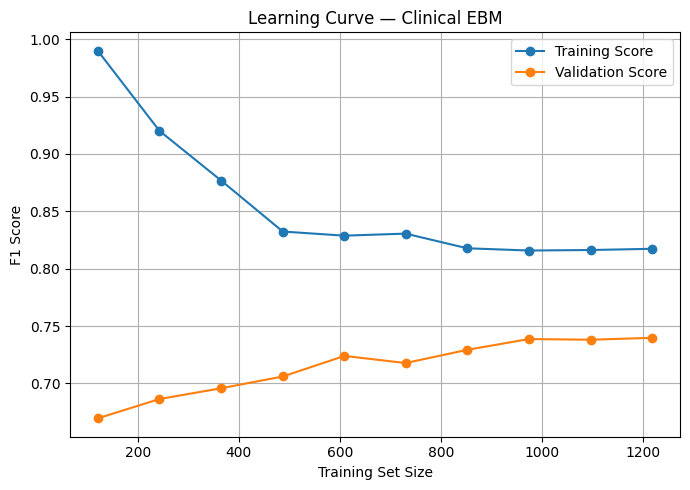 Learning Curve — Clinical EBM
Training Score
Validation Score
F1 Score
1.00
0.95
0.90
0.85
0.80
0.75
0.70
200 400 600 800 1000 1200
Training Set Size